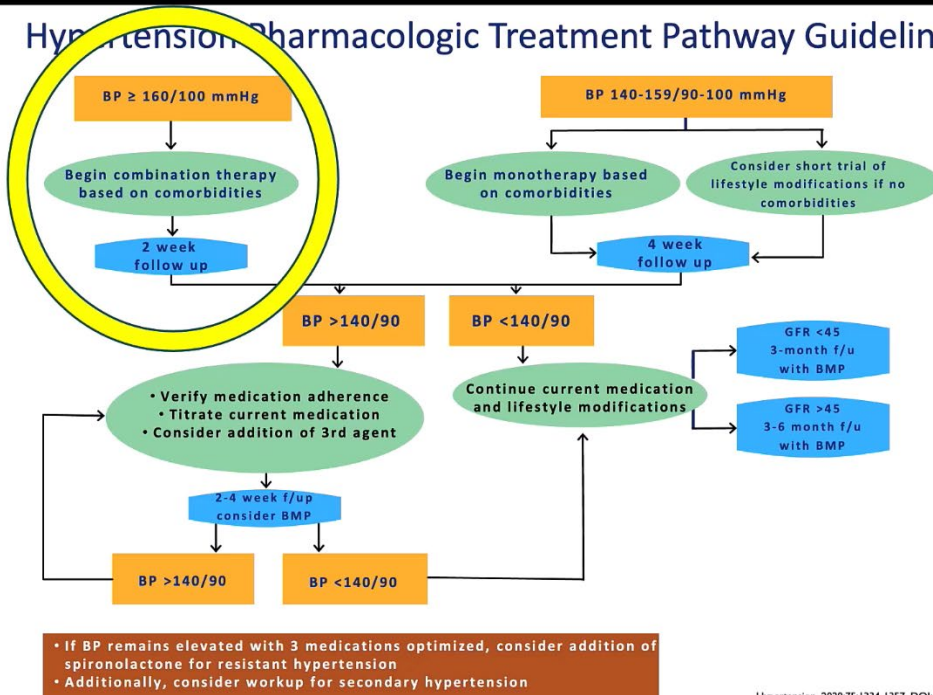 Hypertension Pharmacologic Treatment Pathway Guidelin
BP ≥ 160/100 mmHg
Begin combination therapy
based on comorbidities
2 week
follow up
BP 140-159/90-100 mmHg
Begin monotherapy based
on comorbidities
Consider short trial of
lifestyle modifications if no
comorbidities
4 week
follow up
BP >140/90
BP <140/90
• Verify medication adherence
• Titrate current medication
• Consider addition of 3rd agent
Continue current medication
and lifestyle modifications
GFR <45
3-month f/u
with BMP
GFR >45
3-6 month f/u
with BMP
2-4 week f/up
consider BMP
BP >140/90
BP <140/90
• If BP remains elevated with 3 medications optimized, consider addition of
spironolactone for resistant hypertension
• Additionally, consider workup for secondary hypertension